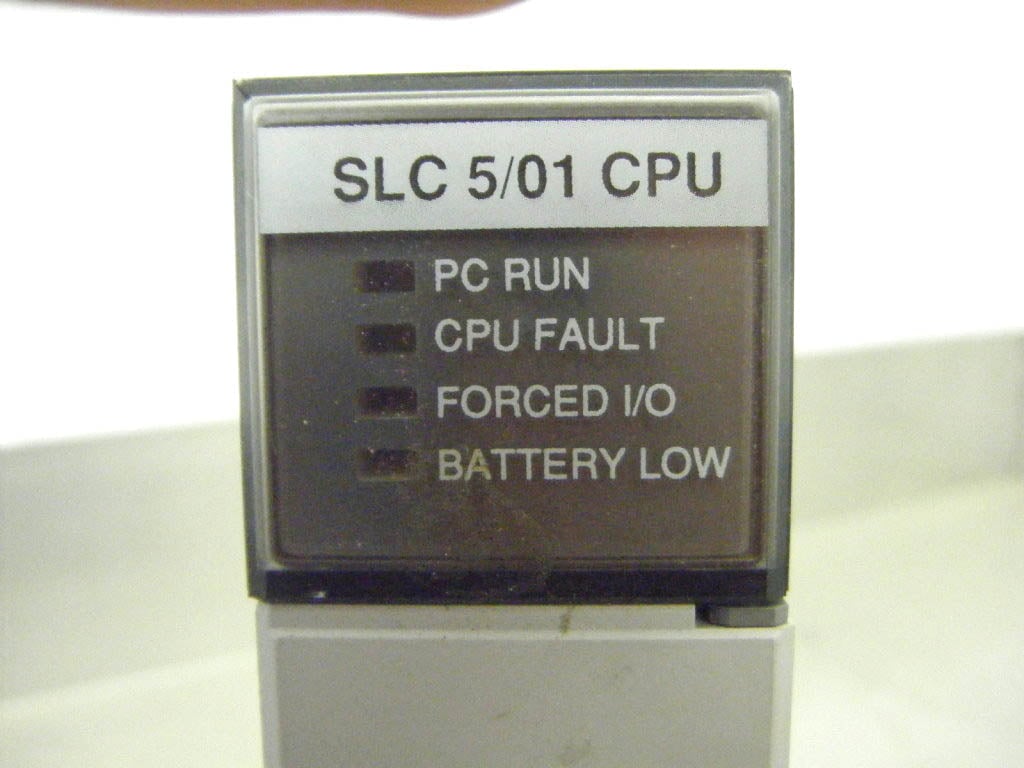 SLC 5/01 CPU
PC RUN
CPU FAULT
FORCED I/O
BATTERY LOW